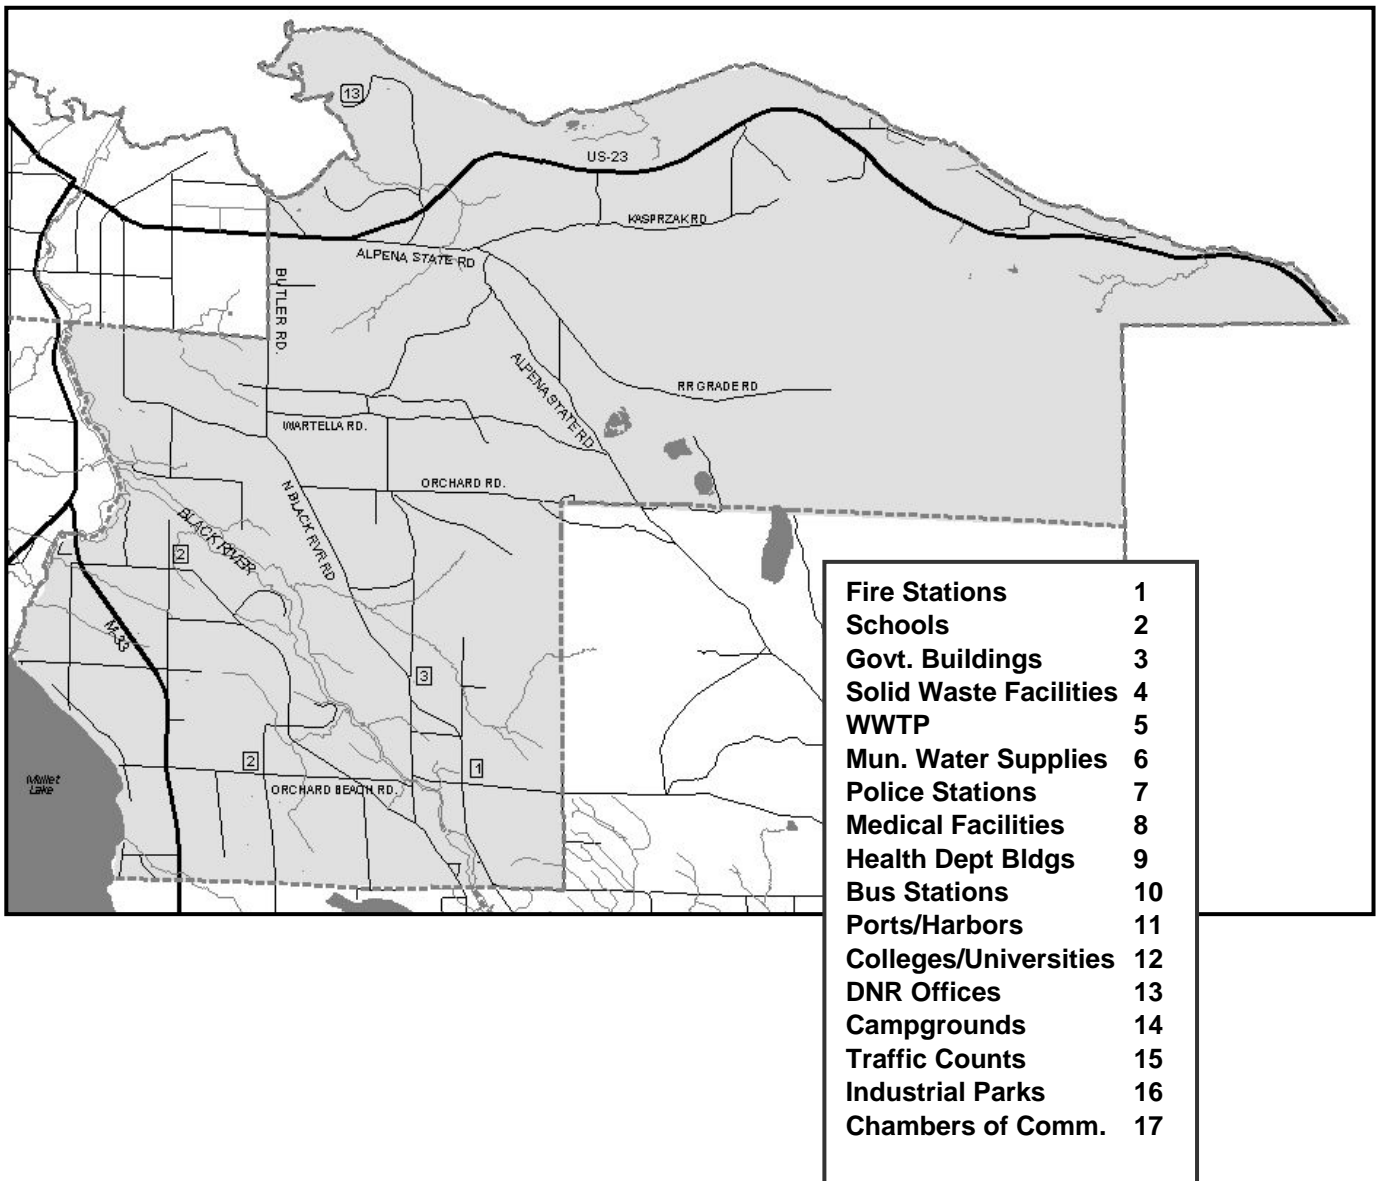 13
US-23
KASPRZAK RD
ALPENA STATE RD
BUTLER RD.
ALPENA STATE RD
RR GRADE RD
WARTELLA RD.
ORCHARD RD.
N BLACK RVR RD
BLACK RIVER
2
M-33
3
2
1
ORCHARD BEACH RD.
Mullet
Lake
Fire Stations 1
Schools 2
Govt. Buildings 3
Solid Waste Facilities 4
WWTP 5
Mun. Water Supplies 6
Police Stations 7
Medical Facilities 8
Health Dept Bldgs 9
Bus Stations 10
Ports/Harbors 11
Colleges/Universities 12
DNR Offices 13
Campgrounds 14
Traffic Counts 15
Industrial Parks 16
Chambers of Comm. 17